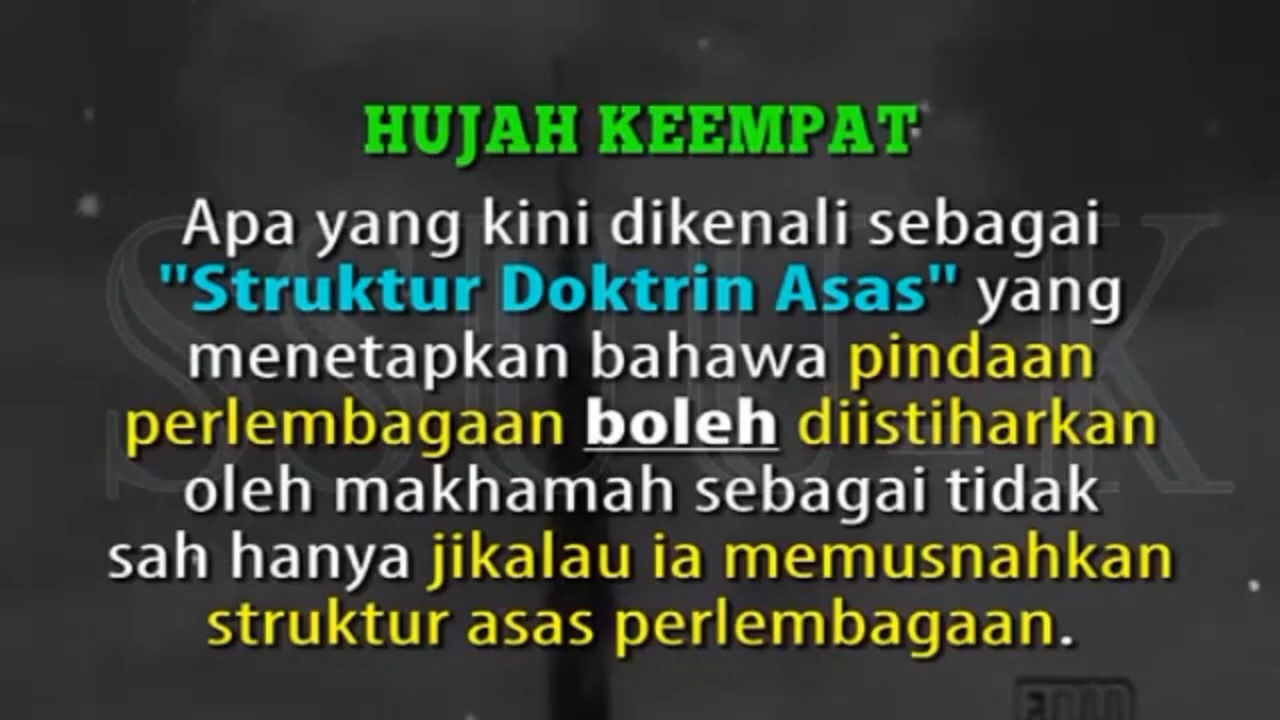 HUJAH KEEMPAT
Apa yang kini dikenali sebagai
"Struktur Doktrin Asas" yang
menetapkan bahawa pindaan
perlembagaan boleh diistiharkan
oleh makhamah sebagai tidak
sah hanya jikalau ia memusnahkan
struktur asas perlembagaan.